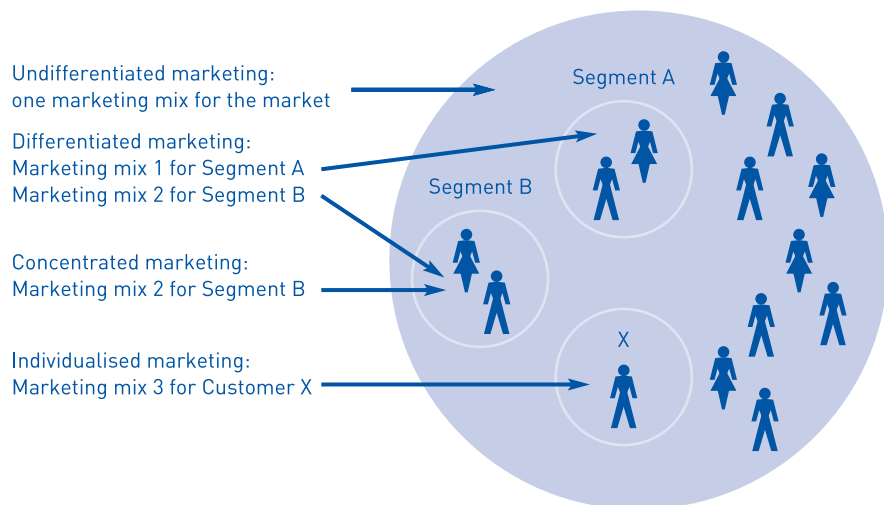 Undifferentiated marketing:
one marketing mix for the market
Differentiated marketing:
Marketing mix 1 for Segment A
Marketing mix 2 for Segment B
Concentrated marketing:
Marketing mix 2 for Segment B
Individualised marketing:
Marketing mix 3 for Customer X
Segment A
Segment B
X